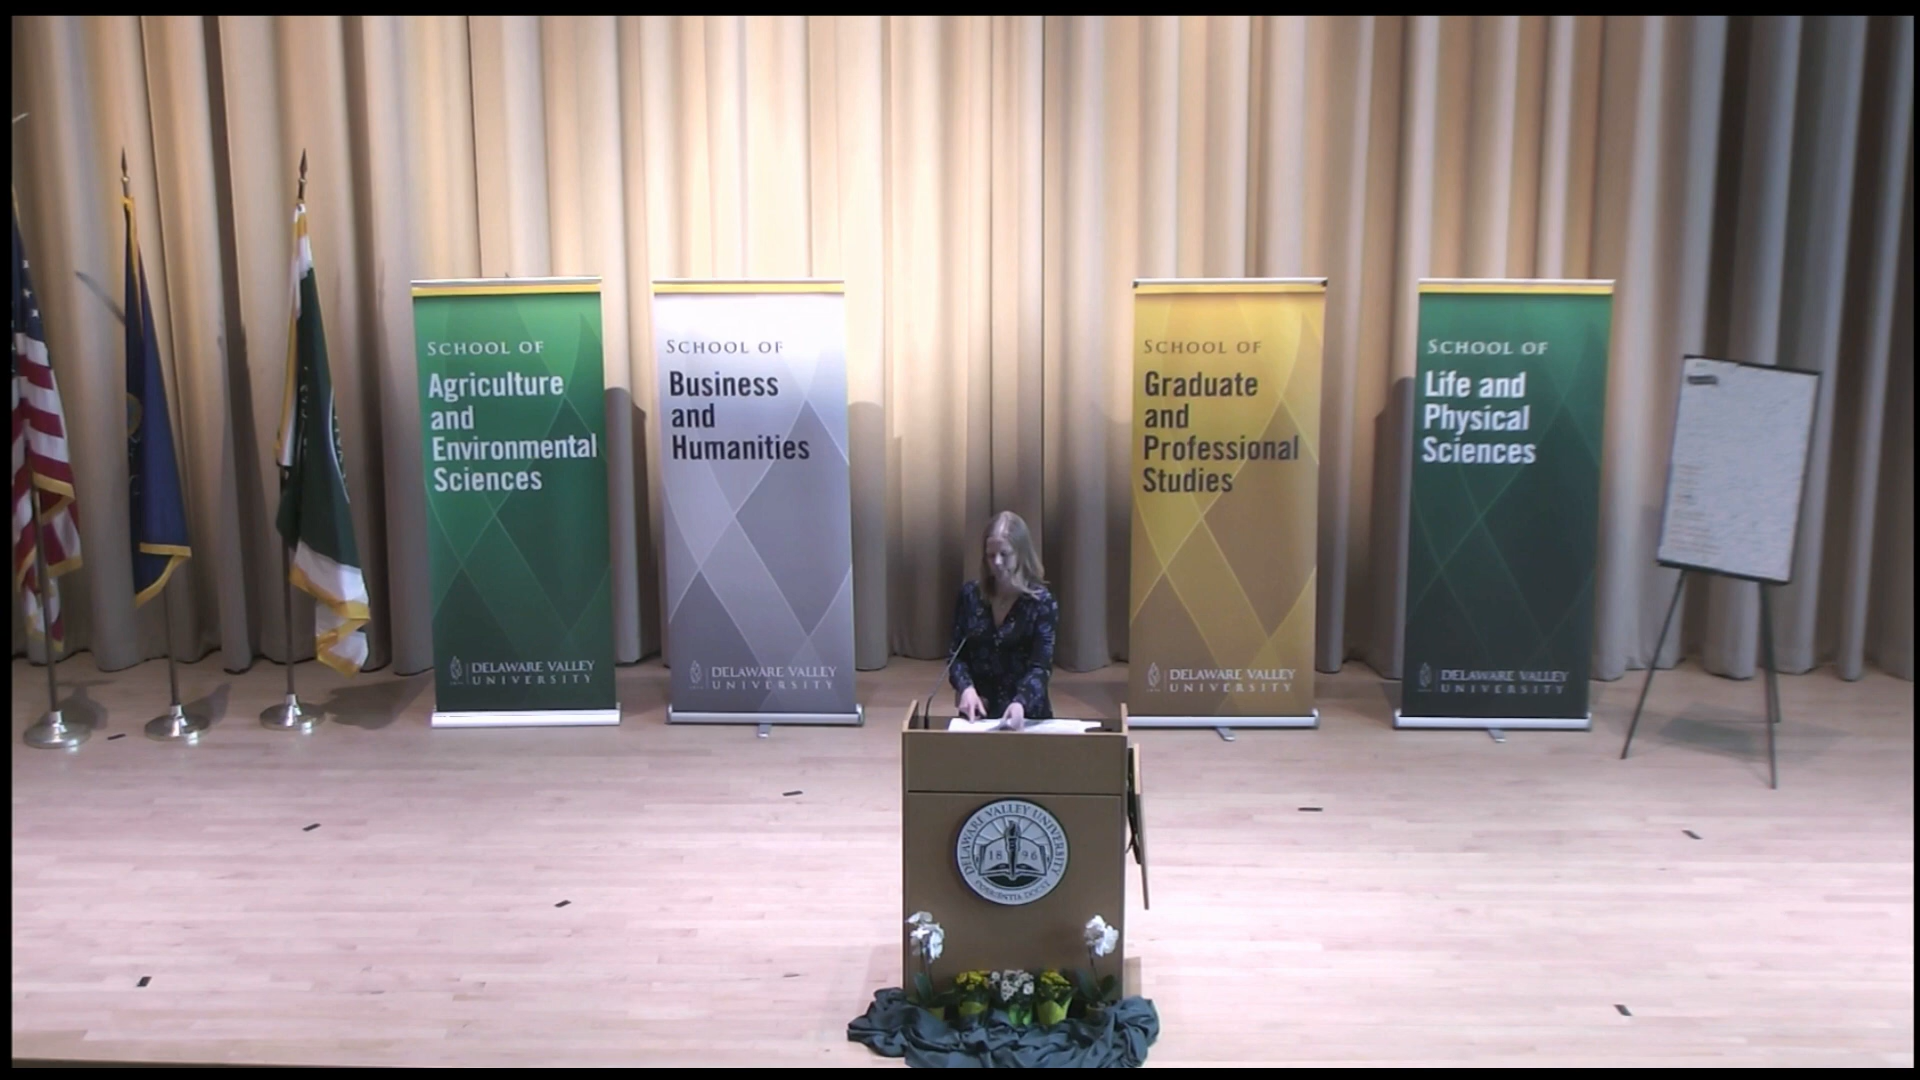 SCHOOL OF
Agriculture
and
Environmental
Sciences
DELAWARE VALLEY
UNIVERSITY
SCHOOL OF
Business
and
Humanities
DELAWARE VALLEY
UNIVERSITY
SCHOOL OF
Graduate
and
Professional
Studies
DELAWARE VALLEY
UNIVERSITY
SCHOOL OF
Life and
Physical
Sciences
DELAWARE VALLEY
UNIVERSITY
DELAWARE VALLEY UNIVERSITY
1896